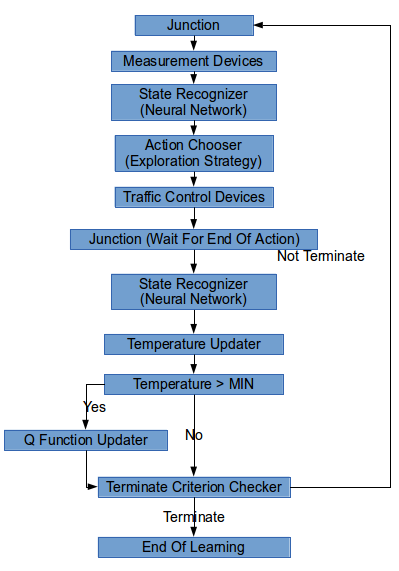 Junction
Measurement Devices
State Recognizer
(Neural Network)
Action Chooser
(Exploration Strategy)
Traffic Control Devices
Junction (Wait For End Of Action)
Not Terminate
State Recognizer
(Neural Network)
Temperature Updater
Temperature > MIN
Yes
No
Q Function Updater
Terminate Criterion Checker
Terminate
End Of Learning